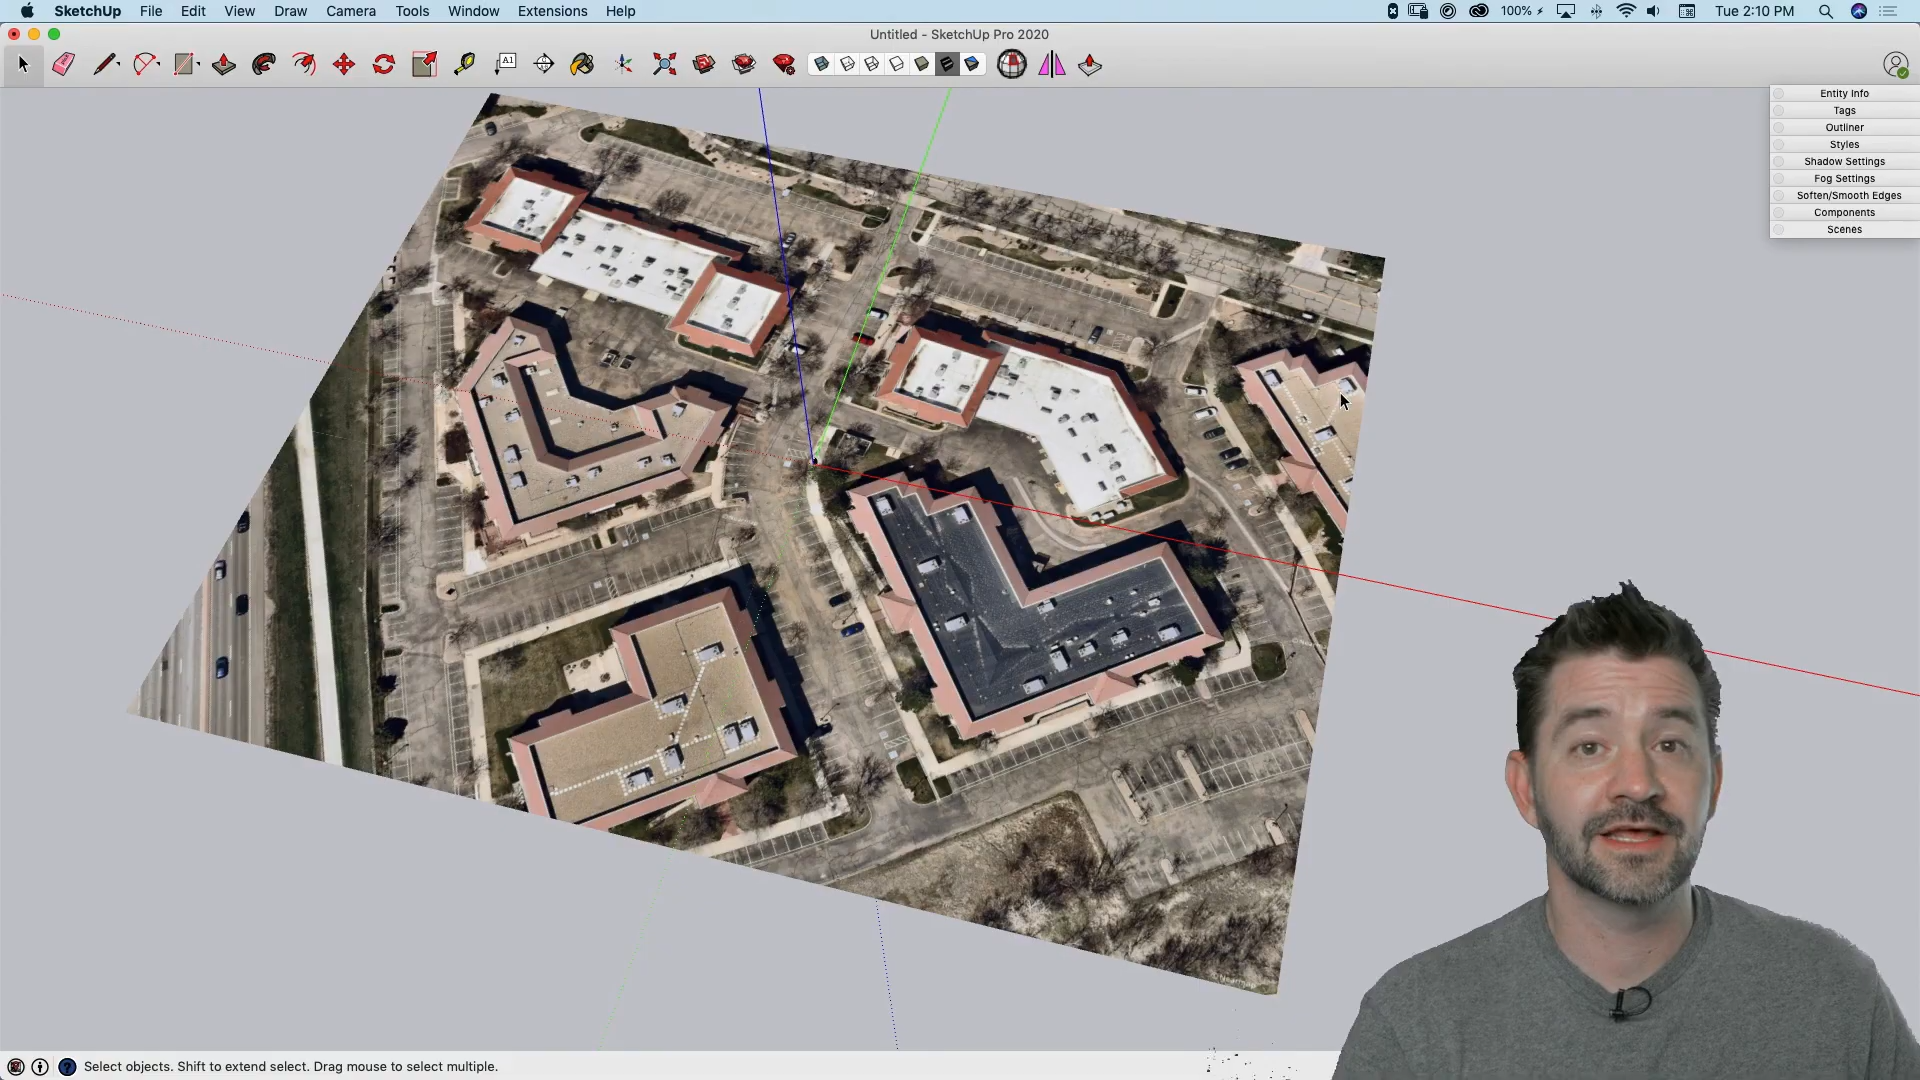 SketchUp File Edit View Draw Camera Tools Window Extensions Help 100% Tue 2:10 PM
Untitled - SketchUp Pro 2020
A1
Entity Info
Tags
Outliner
Styles
Shadow Settings
Fog Settings
Soften/Smooth Edges
Components
Scenes
Select objects. Shift to extend select. Drag mouse to select multiple.